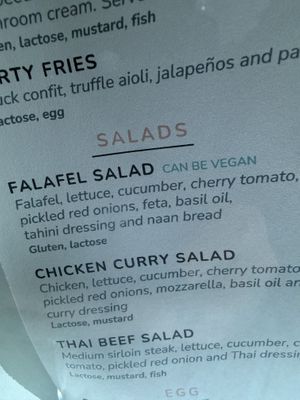 room cream. Serv
lactose, mustard, fish
RTY FRIES
uck confit, truffle aioli, jalapeños and pa
actose, egg
SALADS
FALAFEL SALAD CAN BE VEGAN
Falafel, lettuce, cucumber, cherry tomato,
pickled red onions, feta, basil oil,
tahini dressing and naan bread
Gluten, lactose
CHICKEN CURRY SALAD
Chicken, lettuce, cucumber, cherry tomato
pickled red onions, mozzarella, basil oil an
curry dressing
Lactose, mustard
THAI BEEF SALAD
Medium sirloin steak, lettuce, cucumber, c
tomato, pickled red onion and Thai dressin
Lactose, mustard, fish
EGG